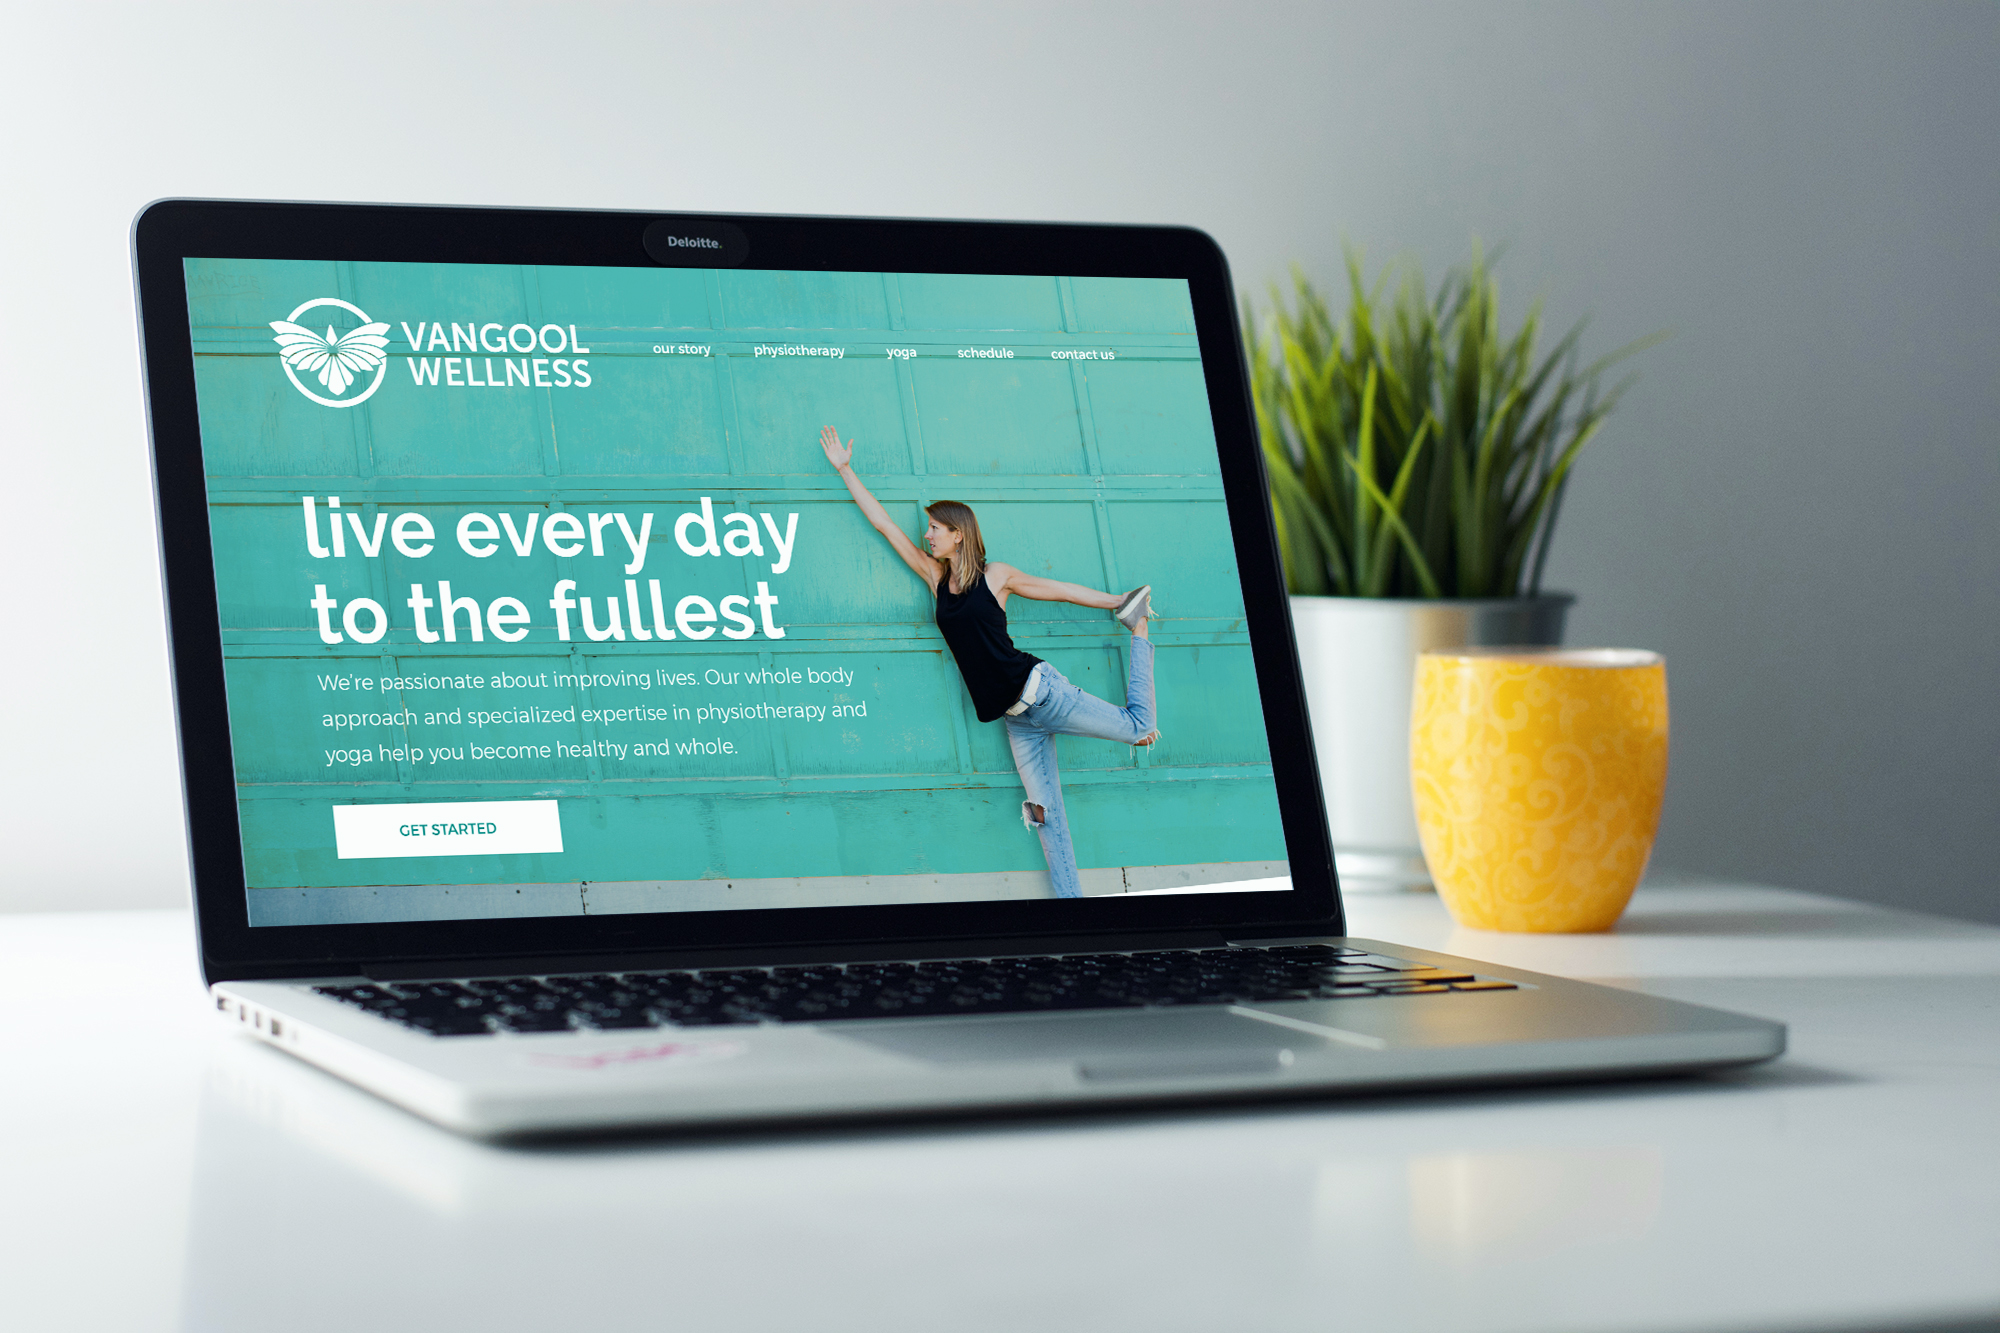 Deloitte.
VANGOOL
WELLNESS
our story physiotherapy yoga schedule contact us
live every day
to the fullest
We're passionate about improving lives. Our whole body
approach and specialized expertise in physiotherapy and
yoga help you become healthy and whole.
GET STARTED